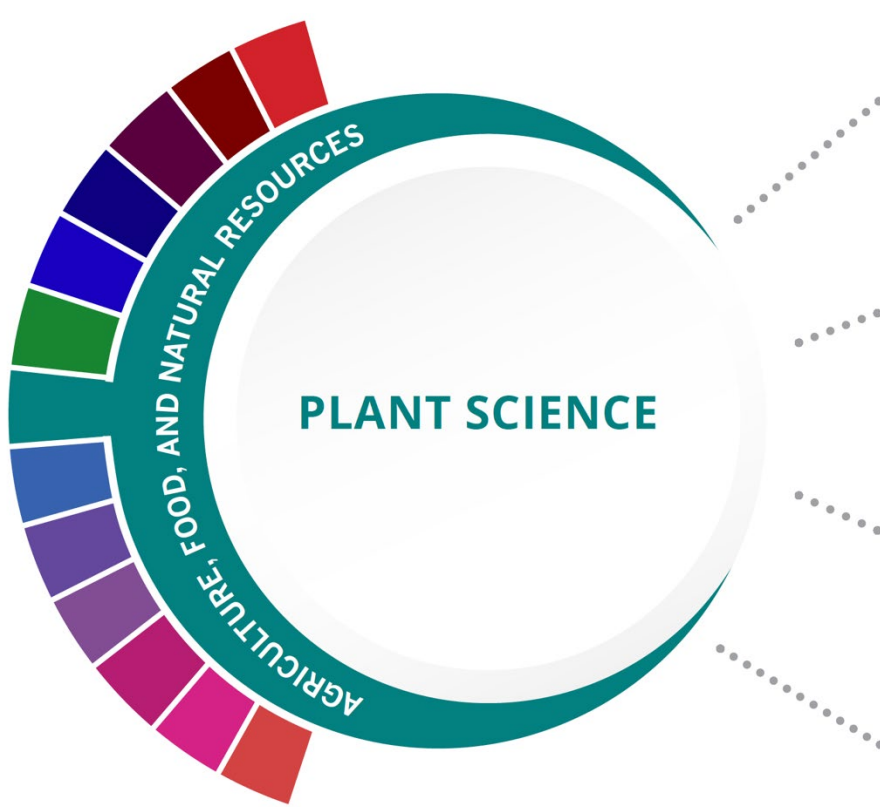 AGRICULTURE, FOOD, AND NATURAL RESOURCES
PLANT SCIENCE